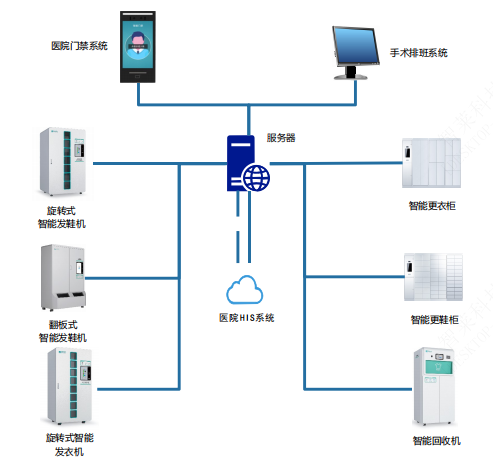 医院门禁系统
手术排班系统
服务器
旋转式
智能发鞋机
智能更衣柜
翻板式
智能发鞋机
医院HIS系统
智能更鞋柜
旋转式智能
发衣机
智能回收机